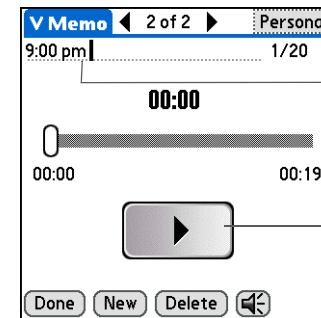 V Memo 2 of 2 Persona
9:00 pm 1/20
00:00
00:00 00:19
Done New Delete